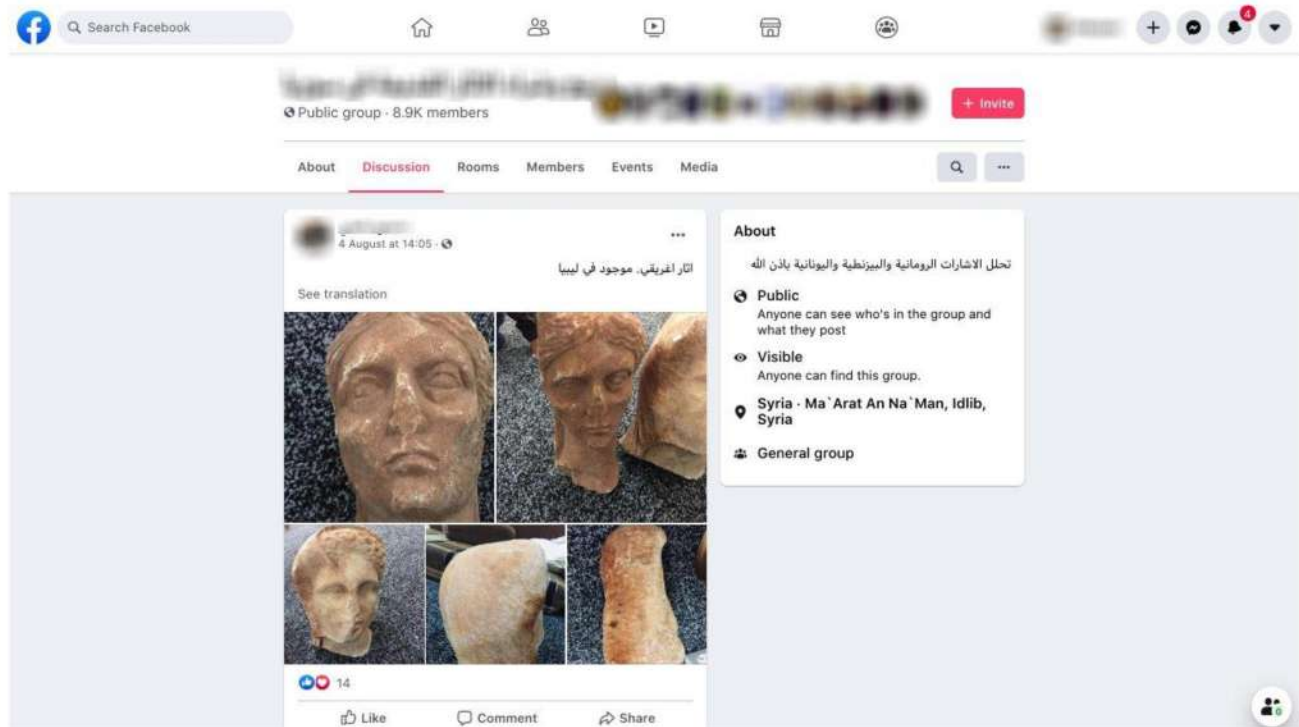 Search Facebook
4
Public group · 8.9K members
+ Invite
About
Discussion
Rooms
Members
Events
Media
4 August at 14:05
اثار اغريقي. موجود في ليبيا
See translation
14
Like
Comment
Share
About
تحلل الاشارات الرومانية والبيزنطية واليونانية باذن الله
Public
Anyone can see who's in the group and
what they post
Visible
Anyone can find this group.
Syria · Ma`Arat An Na`Man, Idlib,
Syria
General group
0